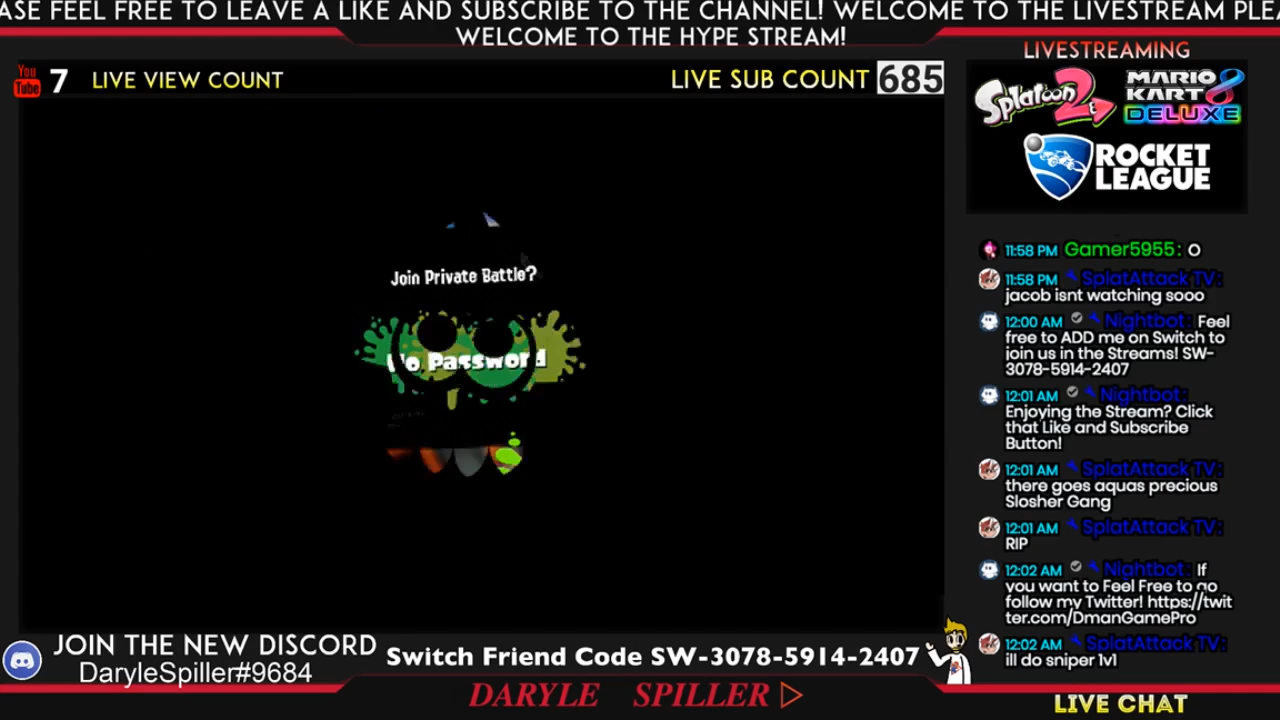 ASE FEEL FREE TO LEAVE A LIKE AND SUBSCRIBE TO THE CHANNEL! WELCOME TO THE LIVESTREAM PLEA
WELCOME TO THE HYPE STREAM!
You
Tube
7 LIVE VIEW COUNT
LIVE SUB COUNT 685
LIVESTREAMING
Splatoon 2
MARIO KART 8
DELUXE
ROCKET
LEAGUE
Join Private Battle?
No Password
11:58 PM Gamer5955: O
11:58 PM SplatAttack TV:
jacob isnt watching sooo
12:00 AM Nightbot: Feel
free to ADD me on Switch to
join us in the Streams! SW-
3078-5914-2407
12:01 AM Nightbot:
Enjoying the Stream? Click
that Like and Subscribe
Button!
12:01 AM SplatAttack TV:
there goes aquas precious
Slosher Gang
12:01 AM SplatAttack TV:
RIP
12:02 AM Nightbot: If
you want to Feel Free to go
follow my Twitter! https://twit
ter.com/DmanGamePro
12:02 AM SplatAttack TV:
ill do sniper 1v1
JOIN THE NEW DISCORD
DaryleSpiller#9684
Switch Friend Code SW-3078-5914-2407
DARYLE SPILLER
LIVE CHAT